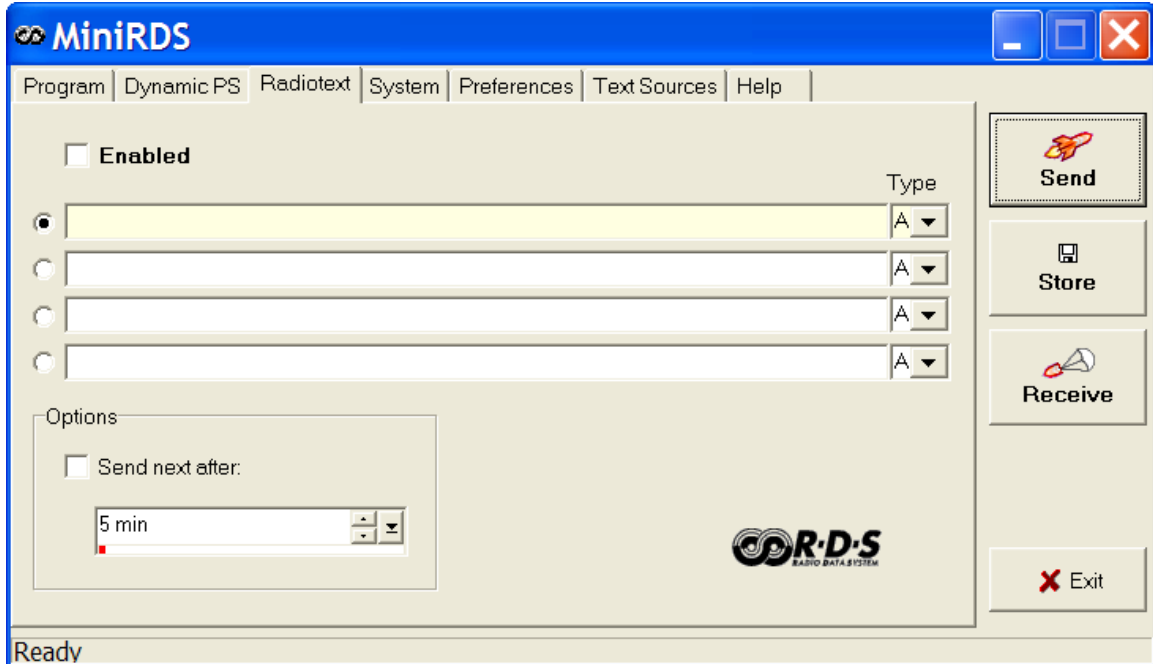 MiniRDS
Program Dynamic PS Radiotext System Preferences Text Sources Help
Enabled
Type
A
A
A
A
Options
Send next after:
5 min
R·D·S
RADIO DATA SYSTEM
Send
Store
Receive
Exit
Ready